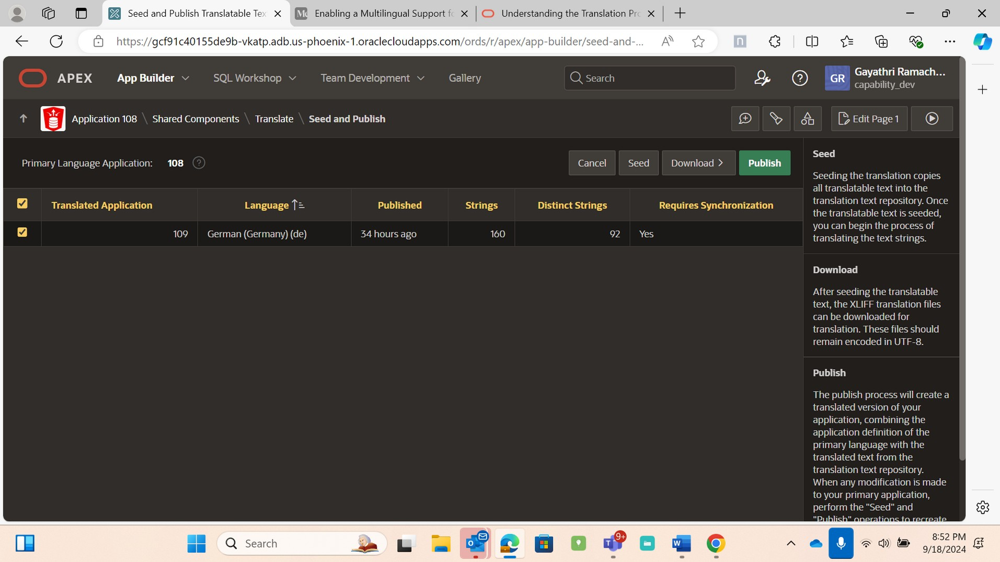 Seed and Publish Translatable Tex
Enabling a Multilingual Support fo
Understanding the Translation Pro
https://gcf91c40155de9b-vkatp.adb.us-phoenix-1.oraclecloudapps.com/ords/r/apex/app-builder/seed-and-...
APEX
App Builder
SQL Workshop
Team Development
Gallery
Search
GR
Gayathri Ramach...
capability_dev
Application 108 \ Shared Components \ Translate \ Seed and Publish
Edit Page 1
Primary Language Application: 108
Cancel
Seed
Download
Publish
Translated Application Language Published Strings Distinct Strings Requires Synchronization
109 German (Germany) (de) 34 hours ago 160 92 Yes
Seed
Seeding the translation copies
all translatable text into the
translation text repository. Once
the translatable text is seeded,
you can begin the process of
translating the text strings.
Download
After seeding the translatable
text, the XLIFF translation files
can be downloaded for
translation. These files should
remain encoded in UTF-8.
Publish
The publish process will create a
translated version of your
application, combining the
application definition of the
primary language with the
translated text from the
translation text repository.
When any modification is made
to your primary application,
perform the "Seed" and
"Publish" operations to recreate
Search
9+
8:52 PM
9/18/2024